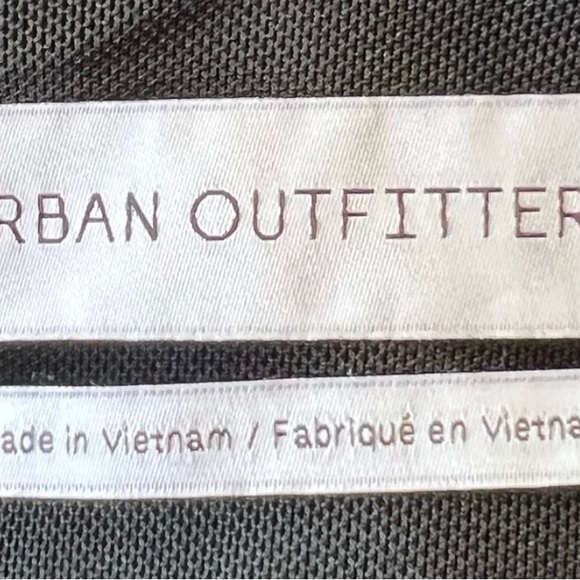 RBAN OUTFITTER
ade in Vietnam / Fabriqué en Vietna